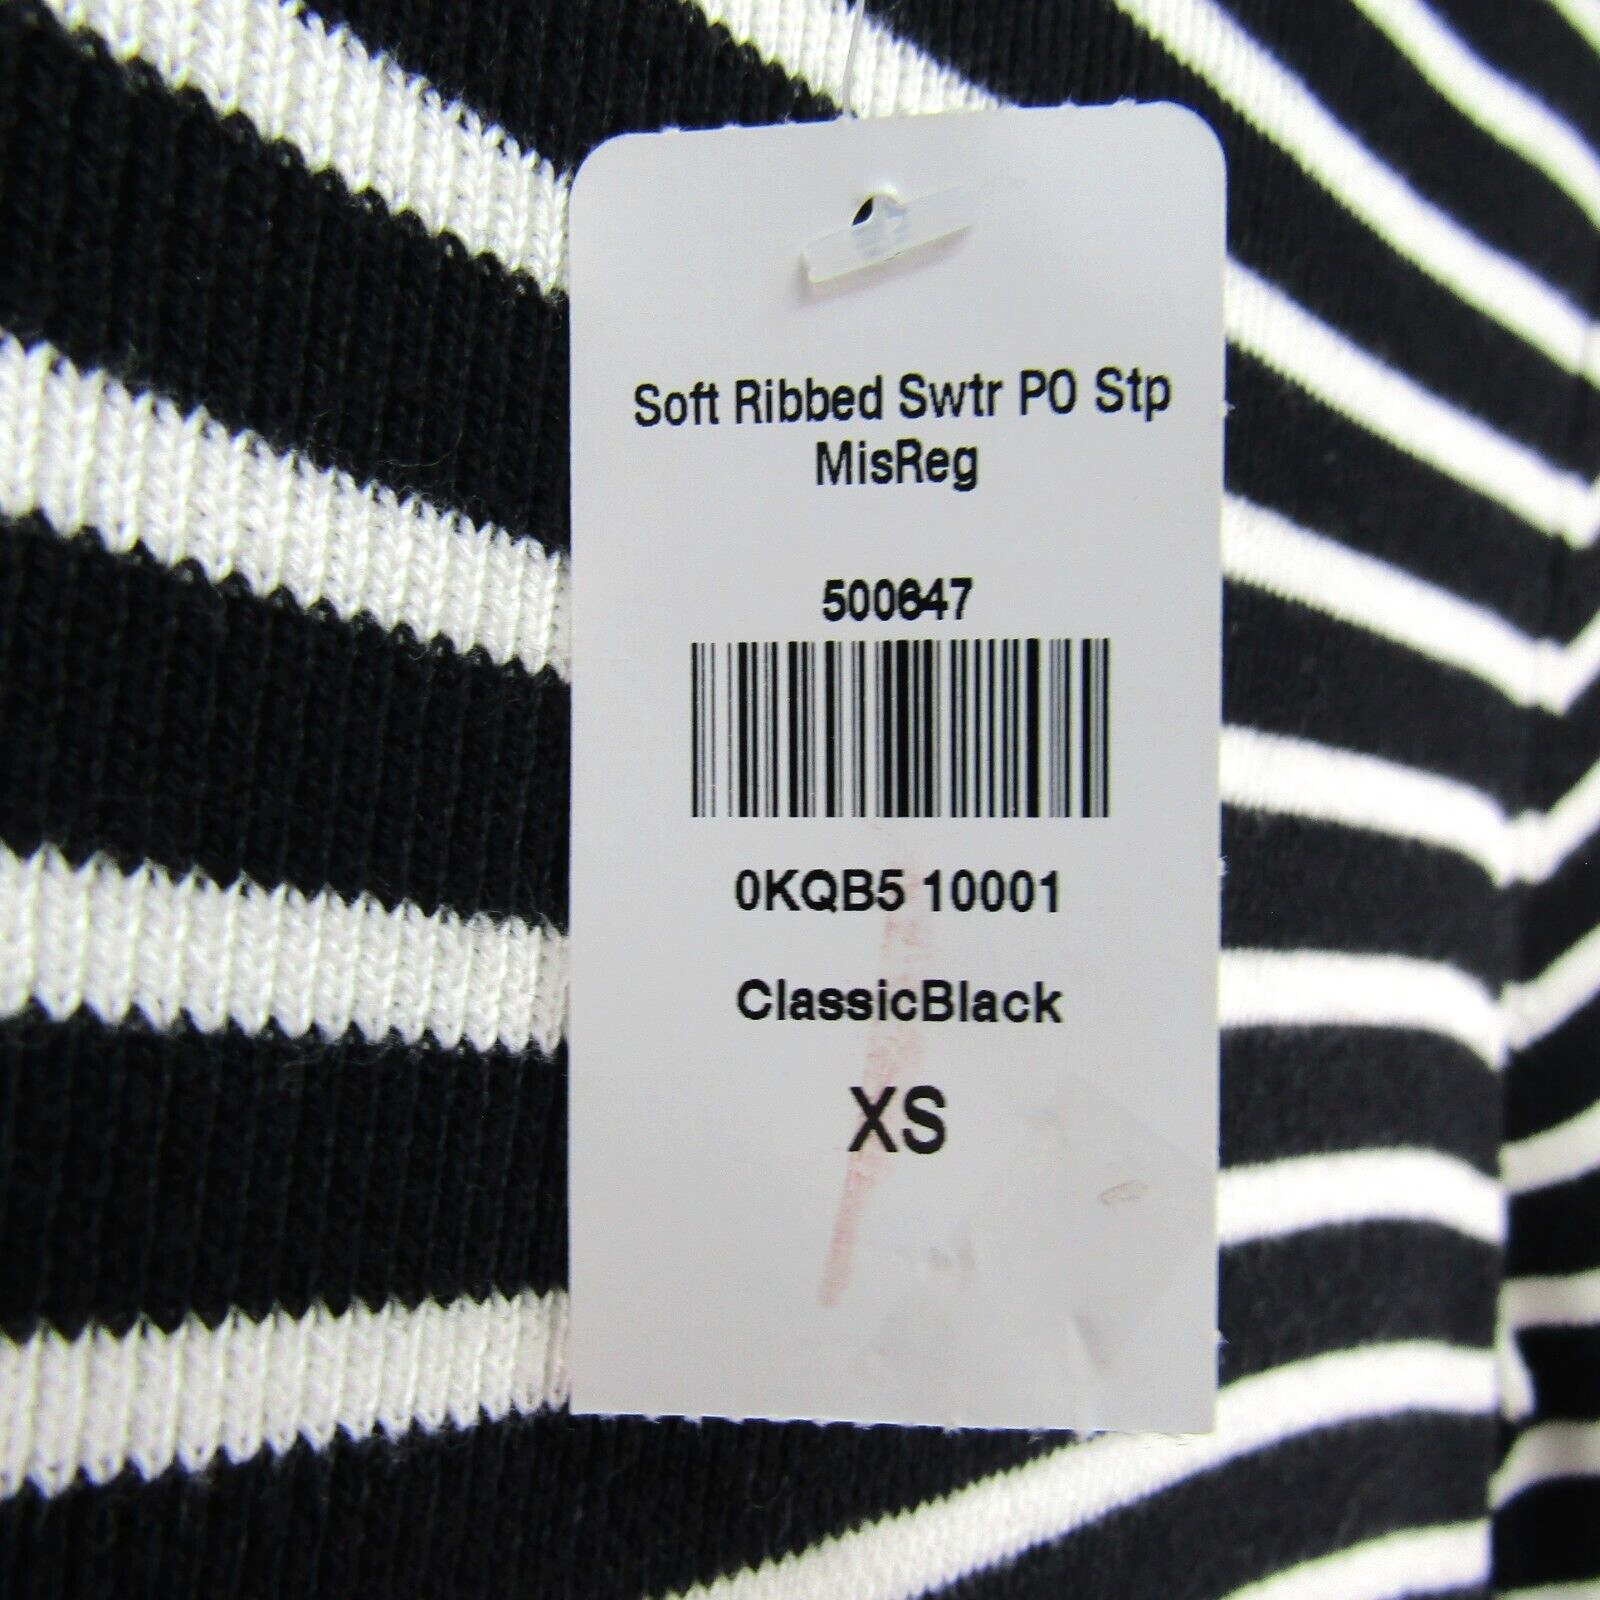 Soft Ribbed Swtr PO Stp
MisReg
500647
0KQB5 10001
ClassicBlack
XS